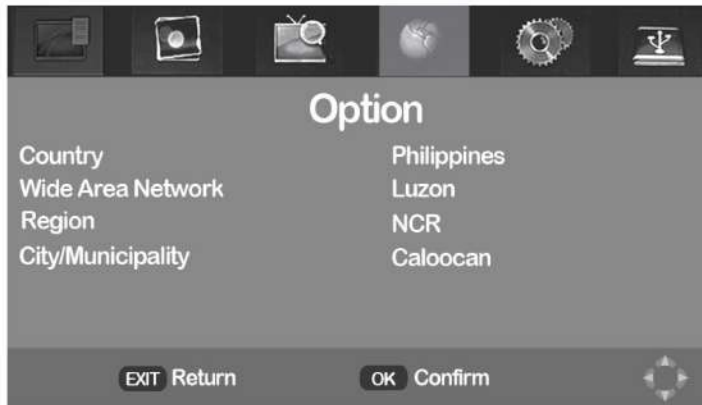 Option
Country Philippines
Wide Area Network Luzon
Region NCR
City/Municipality Caloocan
EXIT Return OK Confirm